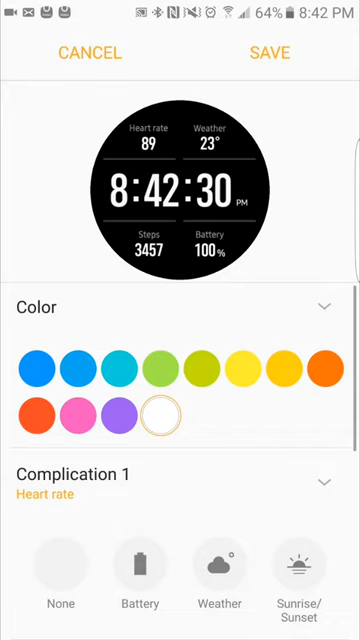 64% 8:42 PM
CANCEL SAVE
Heart rate Weather
89 23°
8:42:30 PM
Steps Battery
3457 100%
Color
Complication 1
Heart rate
None Battery Weather Sunrise/
Sunset